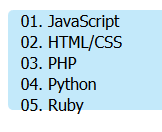 01. JavaScript
02. HTML/CSS
03. PHP
04. Python
05. Ruby